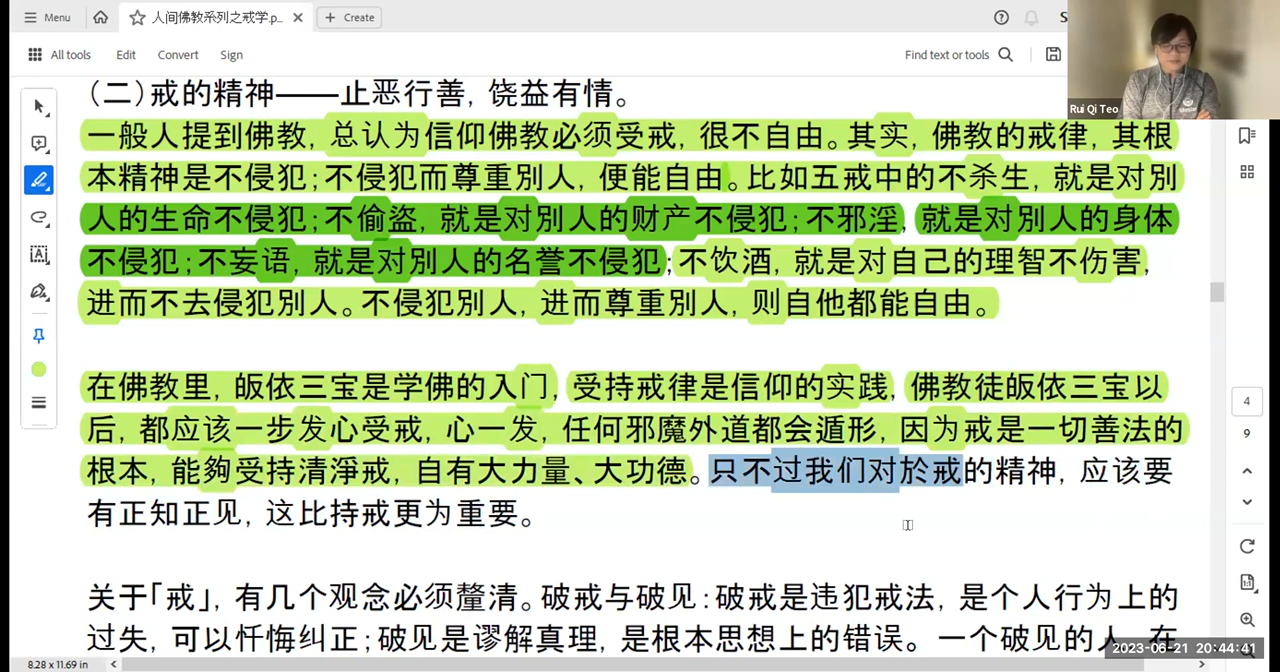 Menu
人间佛教系列之戒学.p..
Create
S
All tools
Edit
Convert
Sign
Find text or tools
Rui Qi Teo
（二）戒的精神——止恶行善，饶益有情。
一般人提到佛教，总认为信仰佛教必须受戒，很不自由。其实，佛教的戒律，其根
本精神是不侵犯；不侵犯而尊重別人，便能自由。比如五戒中的不杀生，就是对別
人的生命不侵犯；不偷盗，就是对別人的财产不侵犯；不邪淫，就是对別人的身体
不侵犯；不妄语，就是对別人的名誉不侵犯；不饮酒，就是对自己的理智不伤害，
进而不去侵犯別人。不侵犯別人，进而尊重別人，则自他都能自由。
在佛教里，皈依三宝是学佛的入门，受持戒律是信仰的实践，佛教徒皈依三宝以
后，都应该一步发心受戒，心一发，任何邪魔外道都会遁形，因为戒是一切善法的
根本，能夠受持清淨戒，自有大力量、大功德。只不过我们对於戒的精神，应该要
有正知正见，这比持戒更为重要。
关于「戒」，有几个观念必须釐清。破戒与破见：破戒是违犯戒法，是个人行为上的
过失，可以忏悔纠正；破见是谬解真理，是根本思想上的错误。一个破见的人，在
4
9
2023-06-21 20:44:41
8.28 x 11.69 in